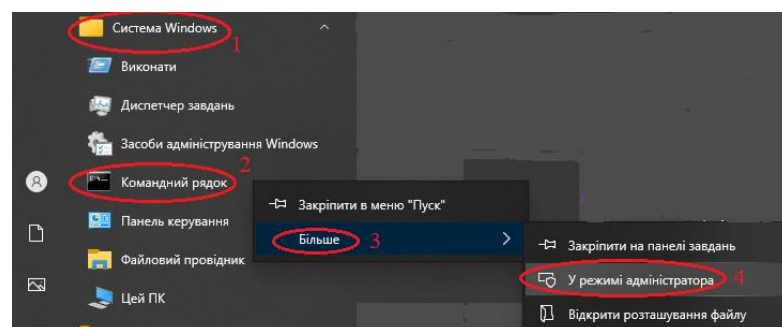 Система Windows
1
Виконати
Диспетчер завдань
Засоби адміністрування Windows
2
Командний рядок
Закріпити в меню "Пуск"
Панель керування
Більше 3
Закріпити на панелі завдань
Файловий провідник
У режимі адміністратора 4
Цей ПК
Відкрити розташування файлу